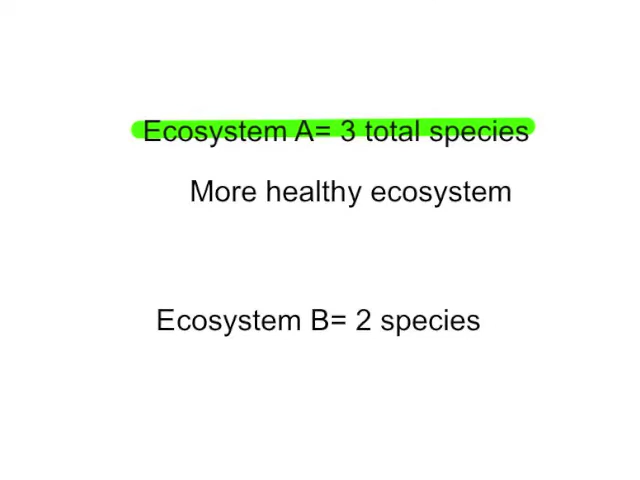 Ecosystem A= 3 total species
More healthy ecosystem
Ecosystem B= 2 species